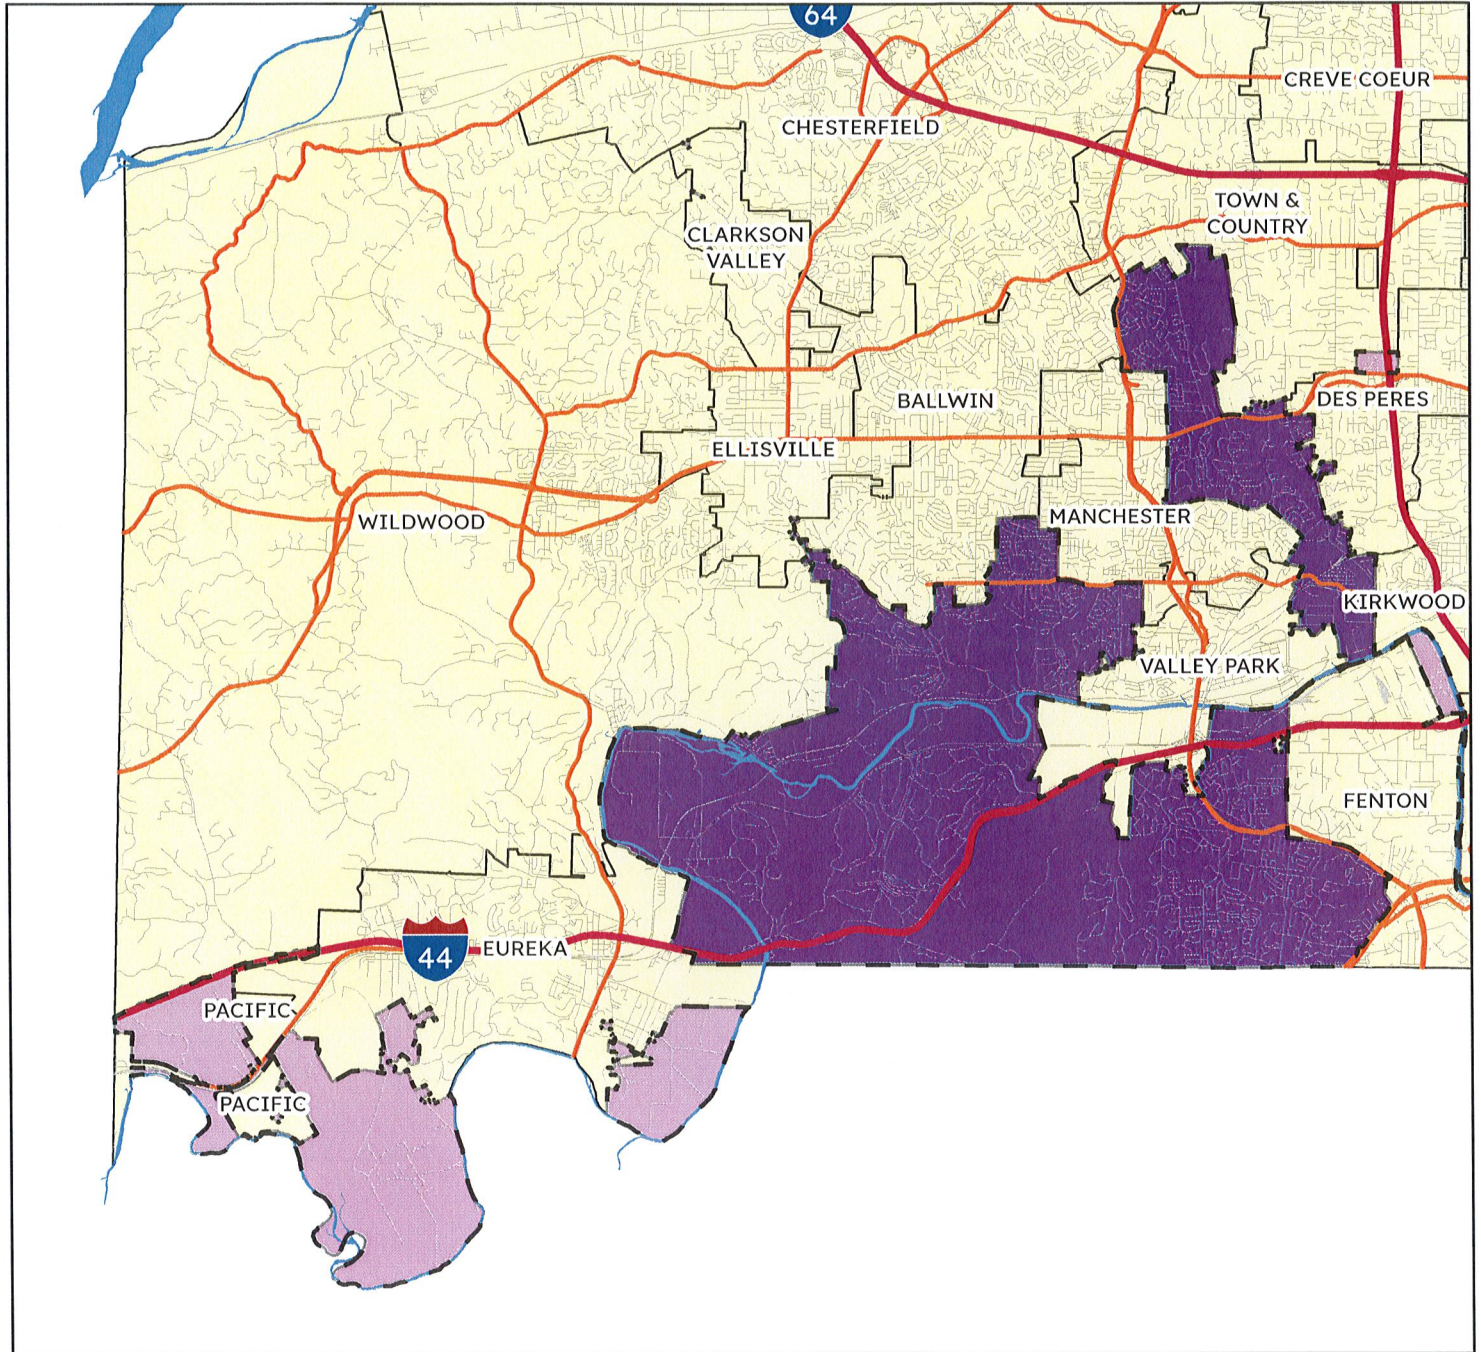 64
CREVE COEUR
CHESTERFIELD
TOWN &
COUNTRY
CLARKSON
VALLEY
DES PERES
BALLWIN
ELLISVILLE
MANCHESTER
WILDWOOD
KIRKWOOD
VALLEY PARK
FENTON
EUREKA
44
PACIFIC
PACIFIC